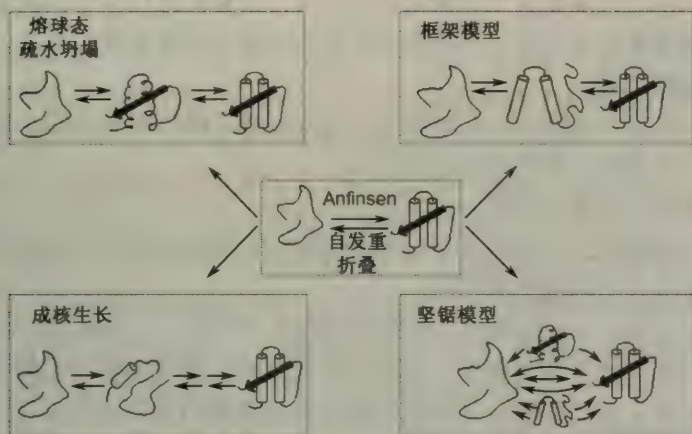 熔球态
疏水坍塌
框架模型
Anfinsen
自发重
折叠
成核生长
坚锯模型